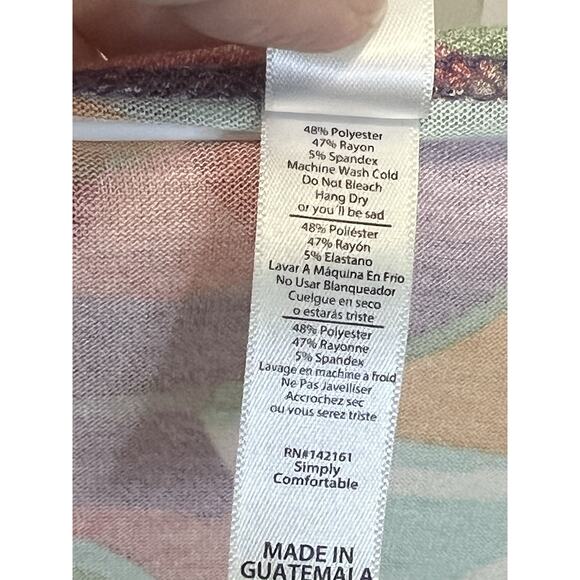 48% Polyester
47% Rayon
5% Spandex
Machine Wash Cold
Do Not Bleach
Hang Dry
or you'll be sad
48% Poliéster
47% Rayón
5% Elastano
Lavar A Máquina En Frio
No Usar Blanqueador
Cuelgue en seco
o estarás triste
48% Polyester
47% Rayonne
5% Spandex
Lavage en machine à froid
Ne Pas Javelliser
Accrochez sec
ou vous serez triste
RN#142161
Simply
Comfortable
MADE IN
GUATEMALA